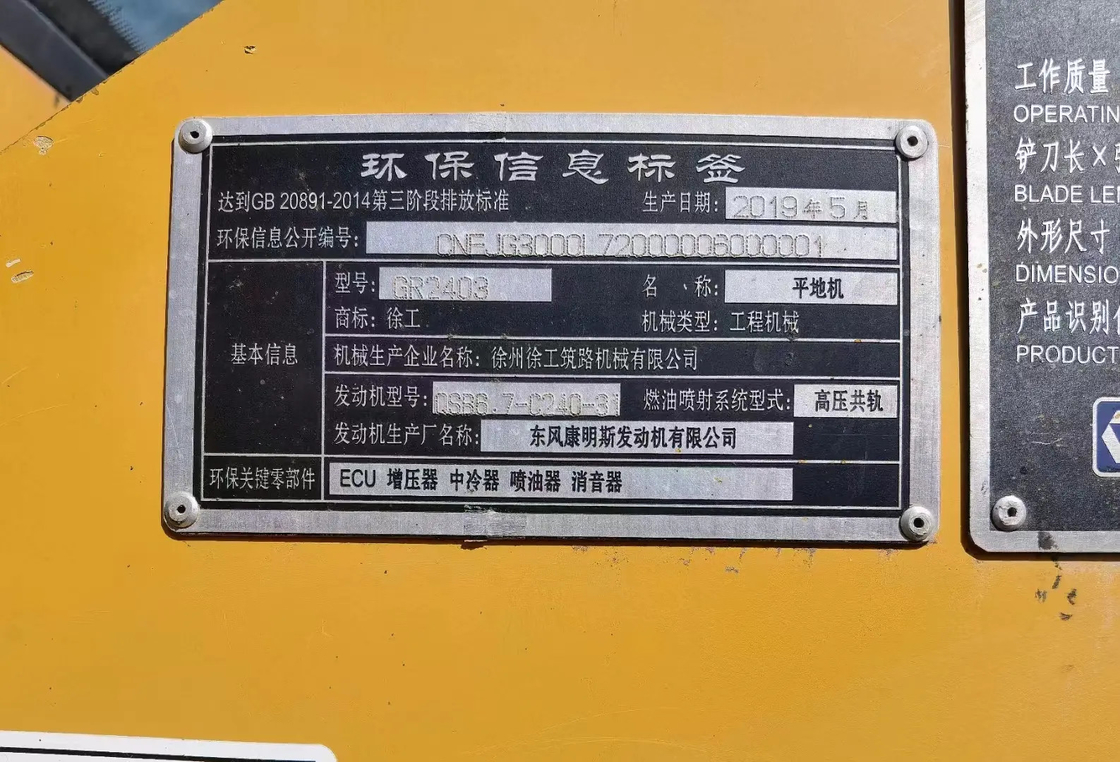 环保信息标签
达到GB 20891-2014第三阶段排放标准 生产日期: 2019年5月
环保信息公开编号: CNEJG3000L72000006000001
基本信息
型号: GR2403 名 称: 平地机
商标: 徐工 机械类型: 工程机械
机械生产企业名称: 徐州徐工筑路机械有限公司
发动机型号: QSB6.7-C240-31 燃油喷射系统型式: 高压共轨
发动机生产厂名称: 东风康明斯发动机有限公司
环保关键零部件 ECU 增压器 中冷器 喷油器 消音器
工作质量
OPERATIN
铲刀长×
BLADE LE
外形尺寸
DIMENSIO
产品识别
PRODUCT